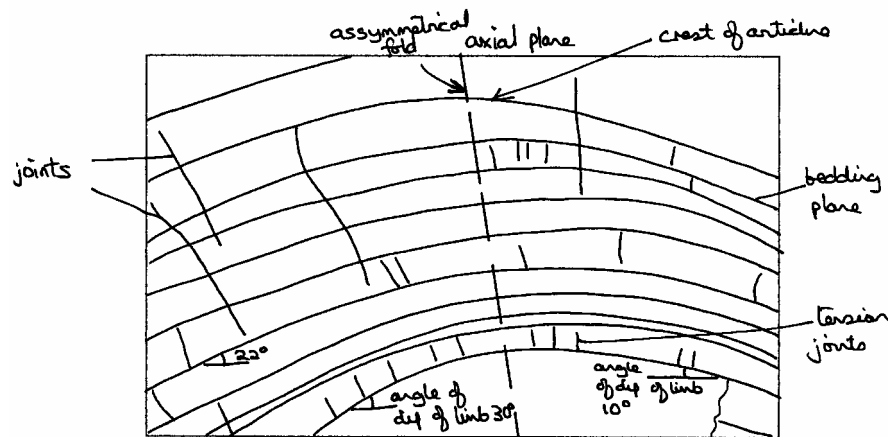 assymmetrical
fold
axial plane
crest of anticline
joints
bedding
plane
tension
joints
22°
angle of
dip of limb 30°
angle
of dip of limb
10°